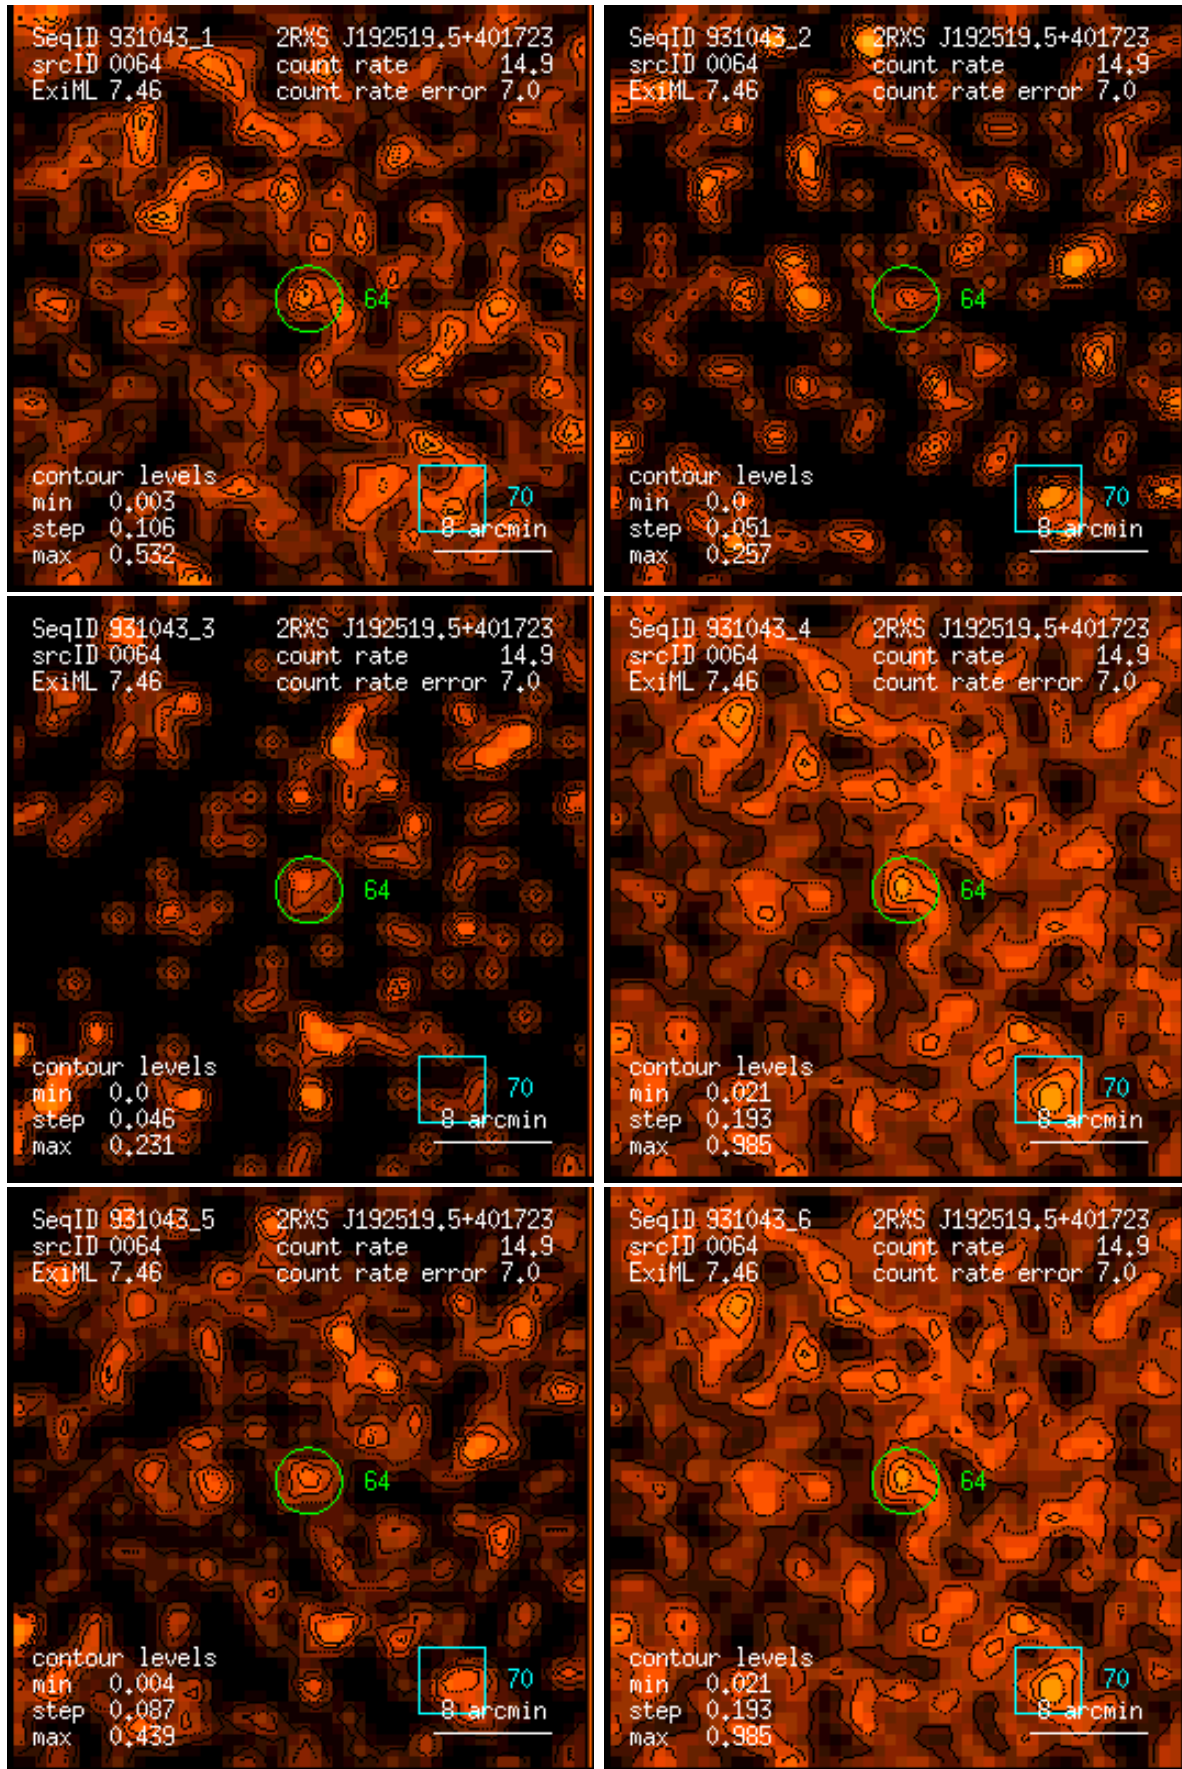 SeqID 931043_1 2RXS J192519.5+401723
srcID 0064 count rate 14.9
ExiML 7.46 count rate error 7.0
64
contour levels
min 0.003 70
step 0.106 8 arcmin
max 0.532
SeqID 931043_2 2RXS J192519.5+401723
srcID 0064 count rate 14.9
ExiML 7.46 count rate error 7.0
64
contour levels
min 0.0 70
step 0.051 8 arcmin
max 0.257
SeqID 931043_3 2RXS J192519.5+401723
srcID 0064 count rate 14.9
ExiML 7.46 count rate error 7.0
64
contour levels
min 0.0 70
step 0.046 8 arcmin
max 0.231
SeqID 931043_4 2RXS J192519.5+401723
srcID 0064 count rate 14.9
ExiML 7.46 count rate error 7.0
64
contour levels
min 0.021 70
step 0.193 8 arcmin
max 0.985
SeqID 931043_5 2RXS J192519.5+401723
srcID 0064 count rate 14.9
ExiML 7.46 count rate error 7.0
64
contour levels
min 0.004 70
step 0.087 8 arcmin
max 0.439
SeqID 931043_6 2RXS J192519.5+401723
srcID 0064 count rate 14.9
ExiML 7.46 count rate error 7.0
64
contour levels
min 0.021 70
step 0.193 8 arcmin
max 0.985